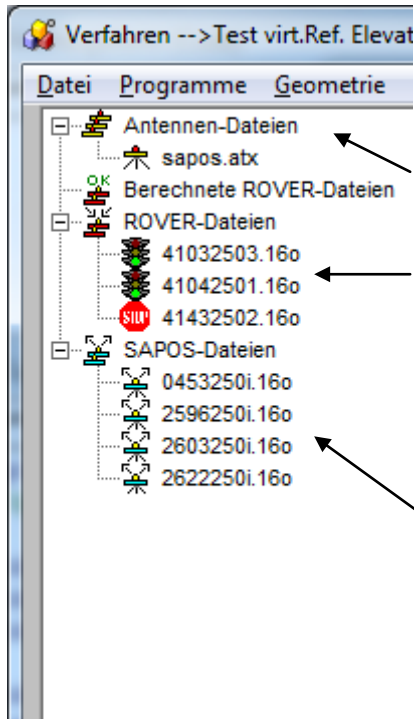 Verfahren -->Test virt.Ref. Elevat
Datei Programme Geometrie
Antennen-Dateien
sapos.atx
OK
Berechnete ROVER-Dateien
ROVER-Dateien
41032503.16o
41042501.16o
STOP
41432502.16o
SAPOS-Dateien
0453250i.16o
2596250i.16o
2603250i.16o
2622250i.16o